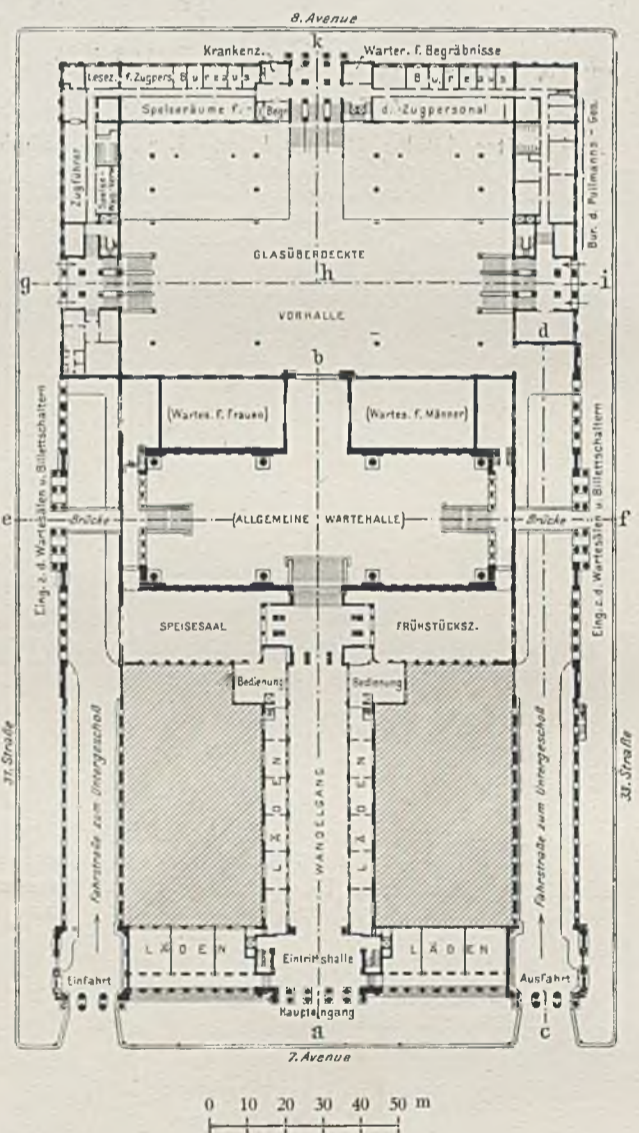 8. Avenue
k
Krankenz. Warter. f. Begräbnisse
Lesez. f. Zugpers. Bureaus Bureaus
Speiseräume f. d. Zugpersonal
Begr.
Zugführer
Bur. d. Pullmanns-Ges.
GLASÜBERDECKTE
g h i
VORHALLE
d
b
(Wartes. f. Frauen) (Wartes. f. Männer)
Eing. z. d. Wartesälen u. Billettschaltern
Eing. z. d. Wartesälen u. Billettschaltern
e Brücke (ALLGEMEINE WARTEHALLE) Brücke f
SPEISESAAL FRÜHSTÜCKSZ.
Bedienung Bedienung
37. Straße
Fahrstraße zum Untergeschoß
LÄDEN
WANDELGANG
LÄDEN
Fahrstraße zum Untergeschoß
33. Straße
LÄDEN Eintrittshalle LÄDEN
Einfahrt Ausfahrt
Haupteingang
a c
7. Avenue
0 10 20 30 40 50 m